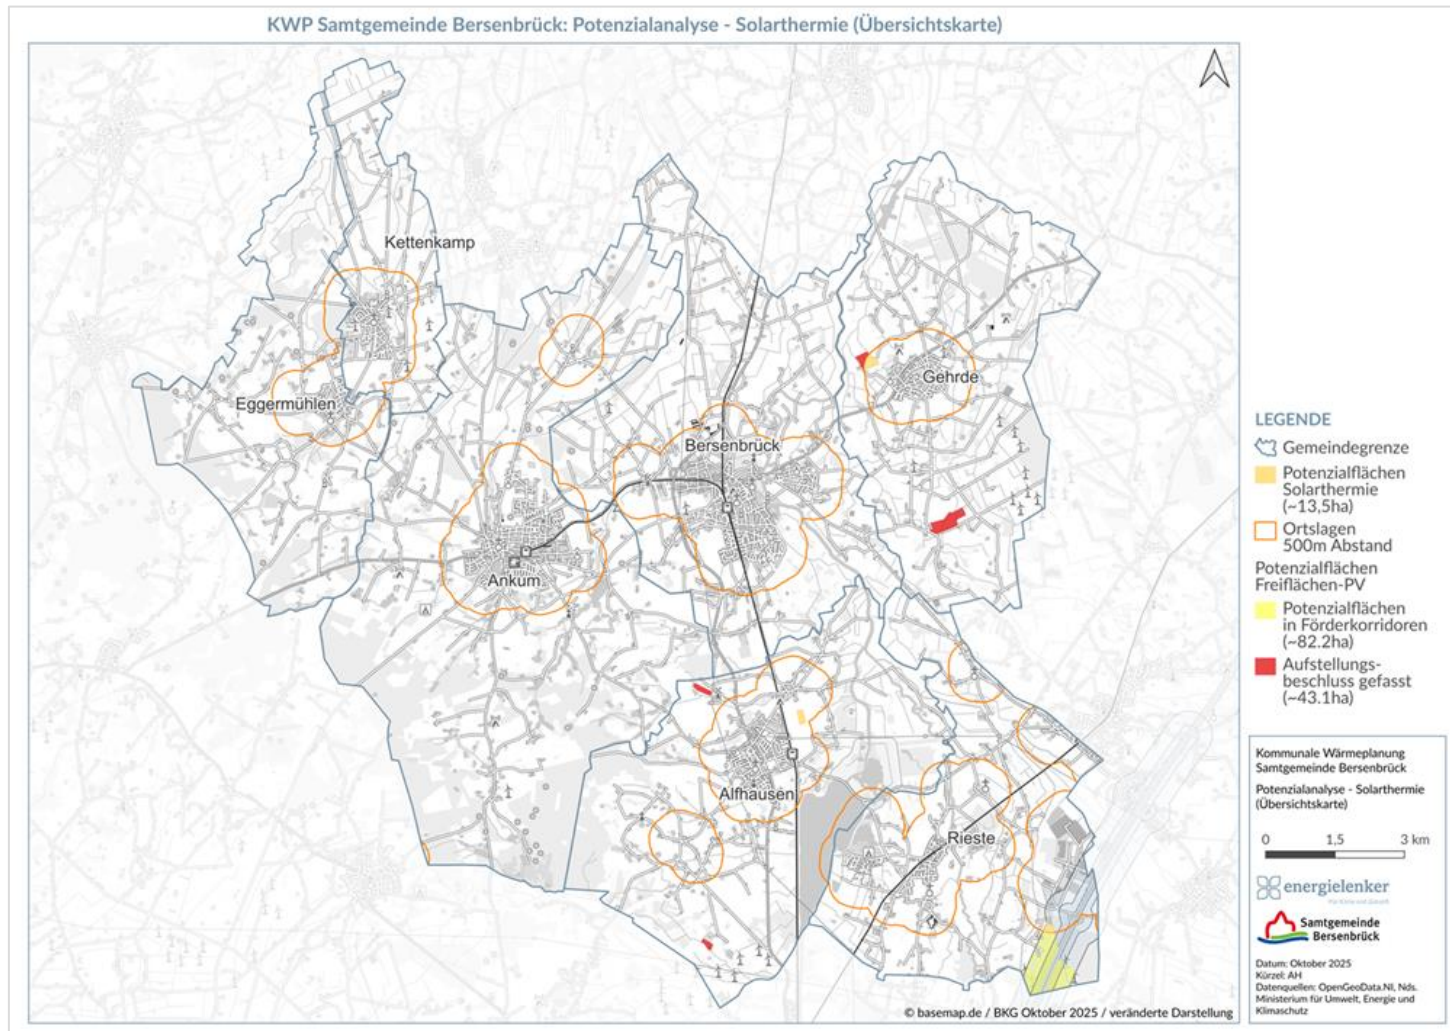 KWP Samtgemeinde Bersenbrück: Potenzialanalyse - Solarthermie (Übersichtskarte)
Kettenkamp
Eggermühlen
Gehrde
Bersenbrück
Ankum
Alfhausen
Rieste
© basemap.de / BKG Oktober 2025 / veränderte Darstellung
LEGENDE
Gemeindegrenze
Potenzialflächen
Solarthermie
(~13,5ha)
Ortslagen
500m Abstand
Potenzialflächen
Freiflächen-PV
Potenzialflächen
in Förderkorridoren
(~82.2ha)
Aufstellungs-
beschluss gefasst
(~43.1ha)
Kommunale Wärmeplanung
Samtgemeinde Bersenbrück
Potenzialanalyse - Solarthermie
(Übersichtskarte)
0 1,5 3 km
energielenker
Samtgemeinde
Bersenbrück
Datum: Oktober 2025
Kürzel: AH
Datenquellen: OpenGeoData.NI, Nds.
Ministerium für Umwelt, Energie und
Klimaschutz